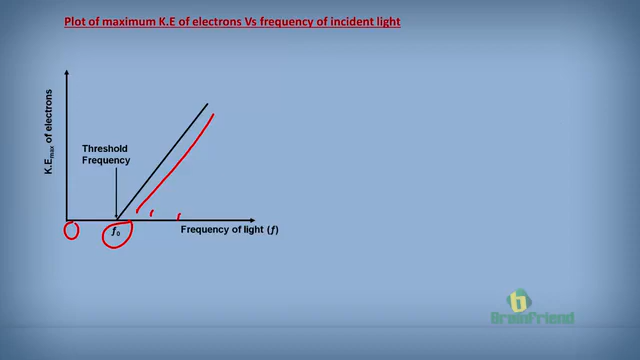 Plot of maximum K.E of electrons Vs frequency of incident light
K.Emax of electrons
Threshold
Frequency
f₀
Frequency of light (f)
b
BrainFriend